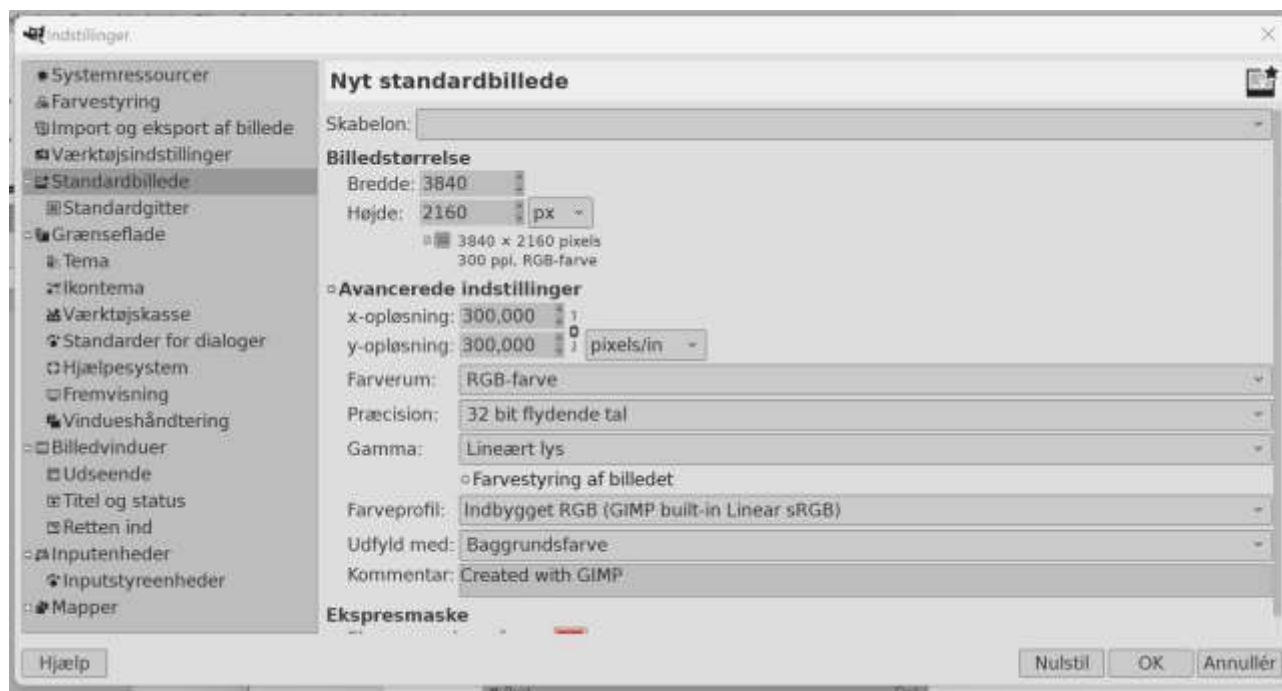 Indstillinger
Systemressourcer
Farvestyring
Import og eksport af billede
Værktøjsindstillinger
Standardbillede
Standardgitter
Grænseflade
Tema
Ikontema
Værktøjskasse
Standarder for dialoger
Hjælpesystem
Fremvisning
Vindueshåndtering
Billedvinduer
Udseende
Titel og status
Retten ind
Inputenheder
Inputstyreenheder
Mapper
Nyt standardbillede
Skabelon:
Billedstørrelse
Bredde: 3840
Højde: 2160 px
3840 × 2160 pixels
300 ppi, RGB-farve
Avancerede indstillinger
x-opløsning: 300,000
y-opløsning: 300,000 pixels/in
Farverum: RGB-farve
Præcision: 32 bit flydende tal
Gamma: Lineært lys
Farvestyring af billedet
Farveprofil: Indbygget RGB (GIMP built-in Linear sRGB)
Udfyld med: Baggrundsfarve
Kommentar: Created with GIMP
Ekspresmaske
Hjælp Nulstil OK Annullér